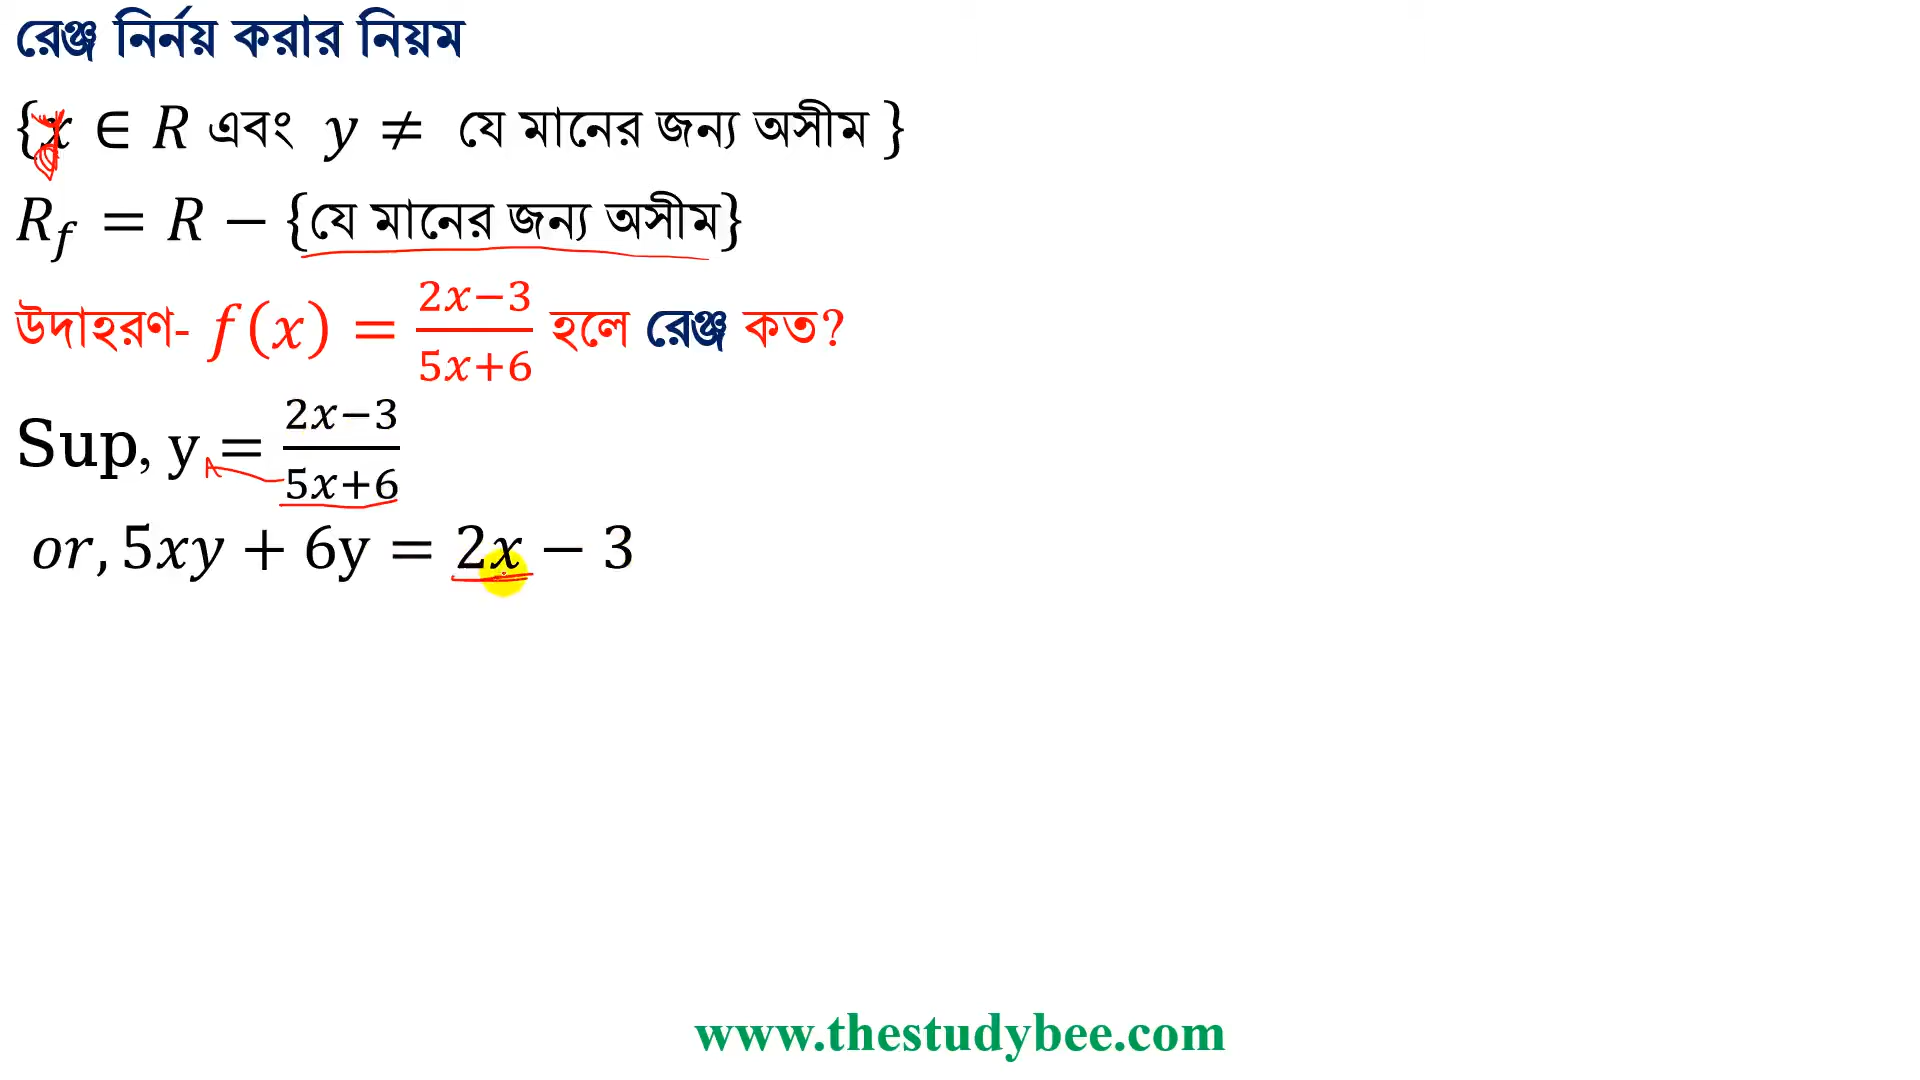 রেঞ্জ নির্নয় করার নিয়ম
{x ∈ R এবং y ≠ যে মানের জন্য অসীম }
R_f = R − {যে মানের জন্য অসীম}
উদাহরণ- f(x) = (2x−3)/(5x+6) হলে রেঞ্জ কত?
Sup, y = (2x−3)/(5x+6)
or, 5xy + 6y = 2x − 3
www.thestudybee.com